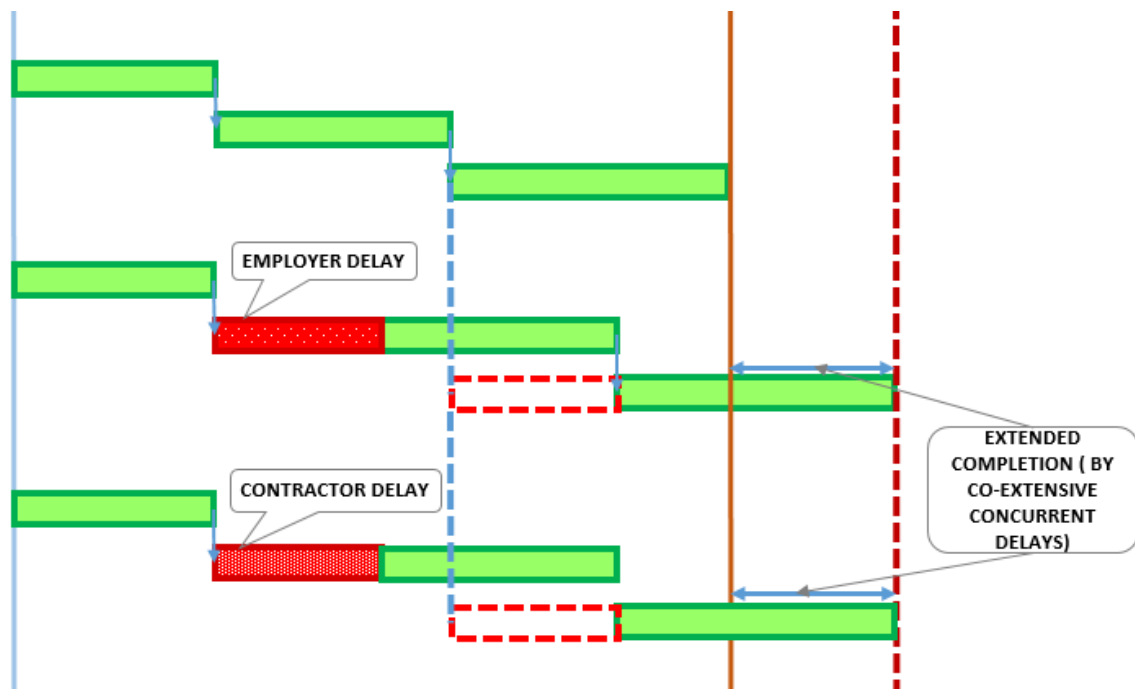 EMPLOYER DELAY
EXTENDED
COMPLETION ( BY
CO-EXTENSIVE
CONCURRENT
DELAYS)
CONTRACTOR DELAY